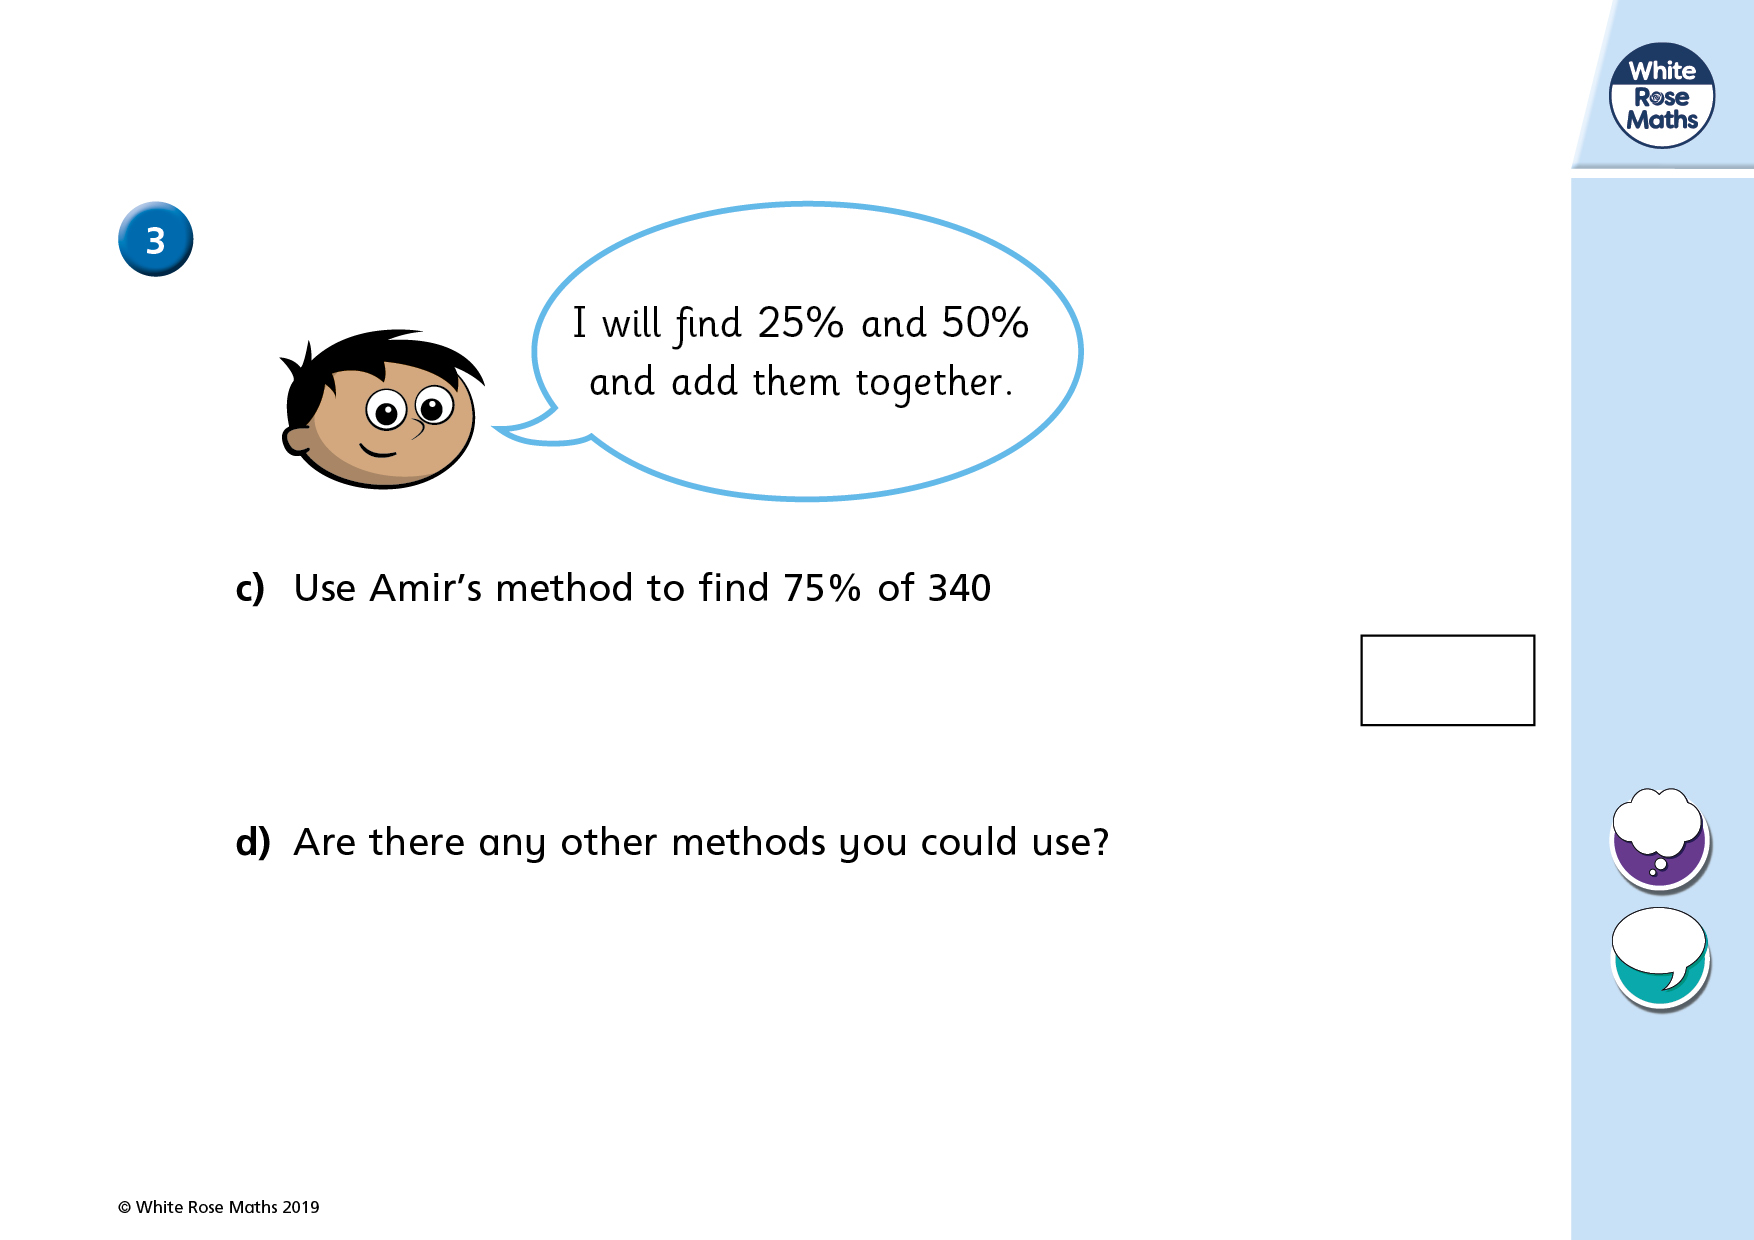 White
Rose
Maths
3
I will find 25% and 50%
and add them together.
c) Use Amir’s method to find 75% of 340
d) Are there any other methods you could use?
© White Rose Maths 2019